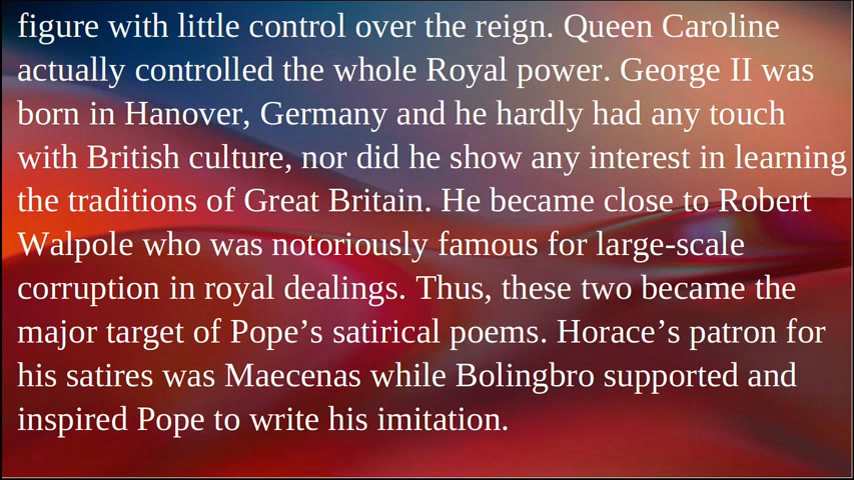 figure with little control over the reign. Queen Caroline
actually controlled the whole Royal power. George II was
born in Hanover, Germany and he hardly had any touch
with British culture, nor did he show any interest in learning
the traditions of Great Britain. He became close to Robert
Walpole who was notoriously famous for large-scale
corruption in royal dealings. Thus, these two became the
major target of Pope’s satirical poems. Horace’s patron for
his satires was Maecenas while Bolingbro supported and
inspired Pope to write his imitation.